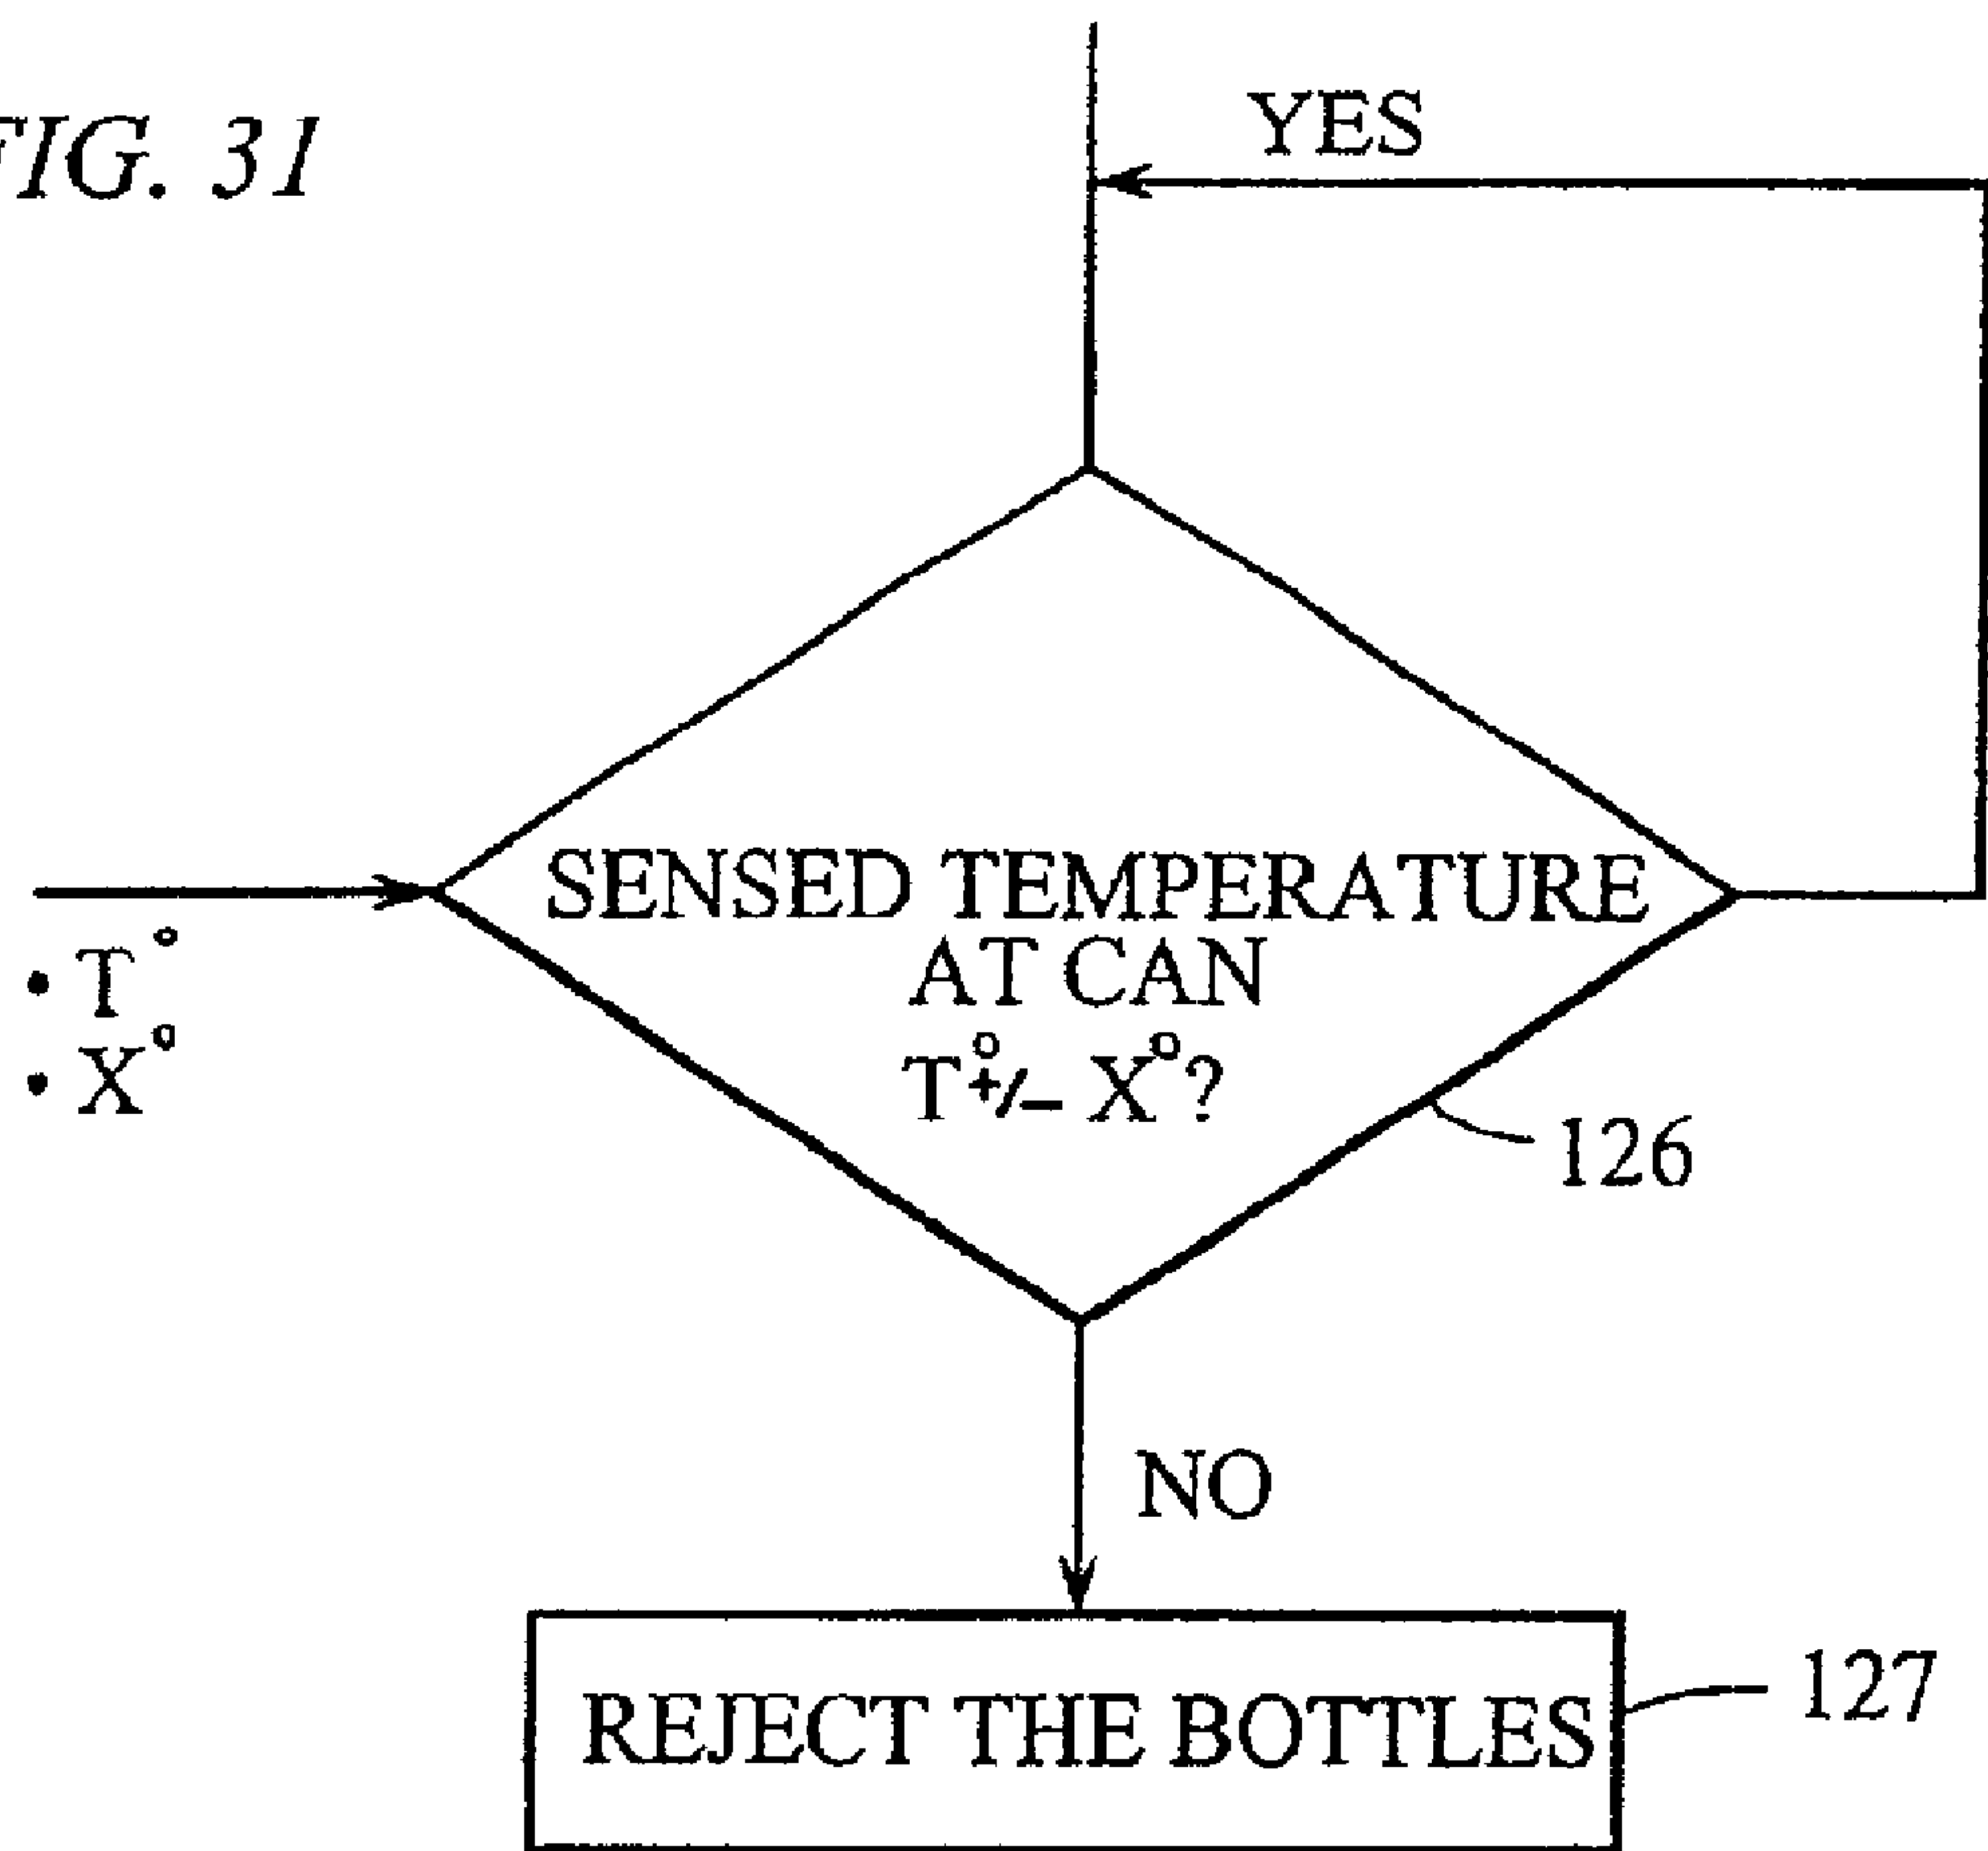 FIG. 31
YES
SENSED TEMPERATURE
AT CAN
T° +/- X°?
• T°
• X°
126
NO
REJECT THE BOTTLES
127